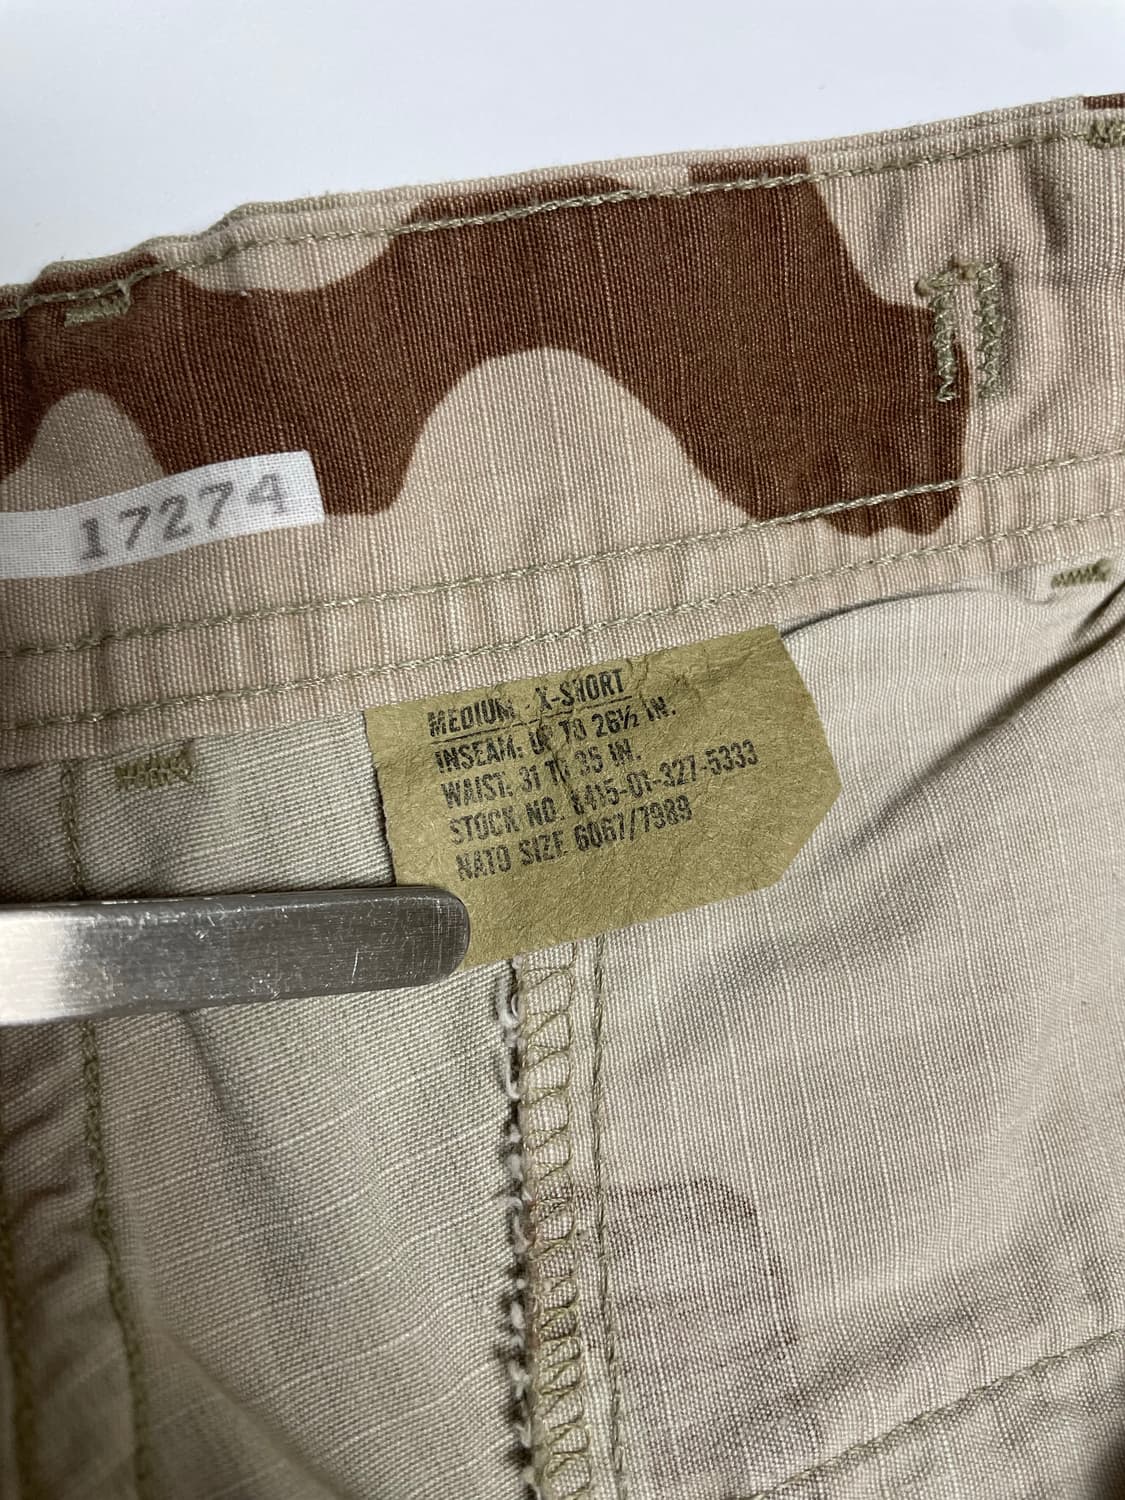 17274
MEDIUM X-SHORT
INSEAM: UP TO 26½ IN.
WAIST: 31 TO 35 IN.
STOCK NO. 8415-01-327-5333
NATO SIZE 6067/7989